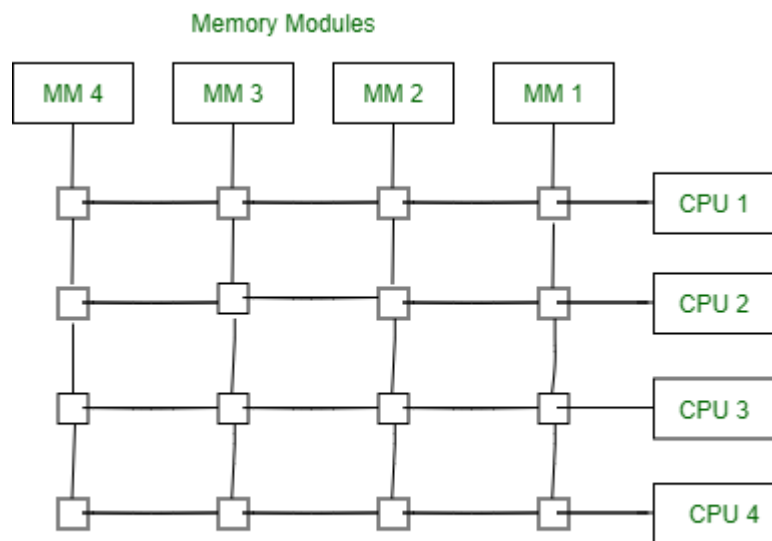 Memory Modules
MM 4 MM 3 MM 2 MM 1
CPU 1
CPU 2
CPU 3
CPU 4